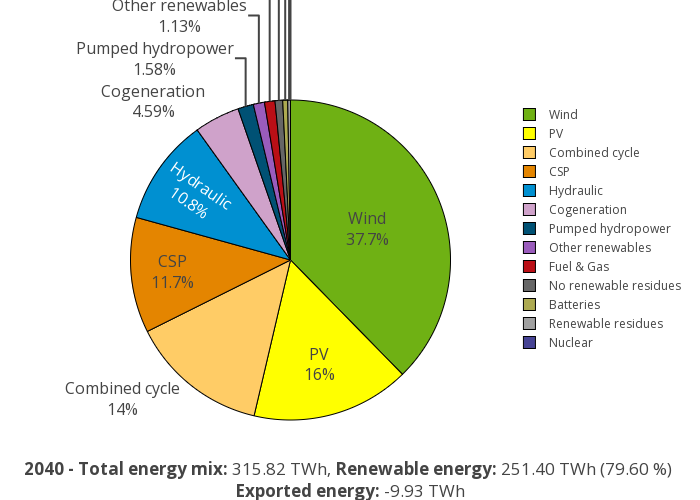 Other renewables
1.13%
Pumped hydropower
1.58%
Cogeneration
4.59%
Hydraulic
10.8%
Wind
37.7%
CSP
11.7%
PV
16%
Combined cycle
14%
Wind
PV
Combined cycle
CSP
Hydraulic
Cogeneration
Pumped hydropower
Other renewables
Fuel & Gas
No renewable residues
Batteries
Renewable residues
Nuclear
2040 - Total energy mix: 315.82 TWh, Renewable energy: 251.40 TWh (79.60 %)
Exported energy: -9.93 TWh